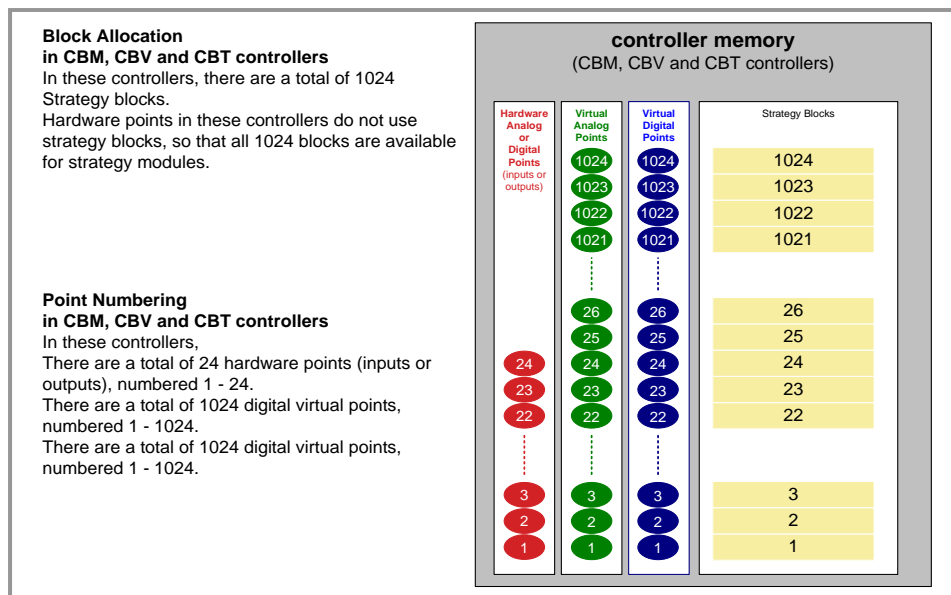 Block Allocation
in CBM, CBV and CBT controllers
In these controllers, there are a total of 1024
Strategy blocks.
Hardware points in these controllers do not use
strategy blocks, so that all 1024 blocks are available
for strategy modules.
Point Numbering
in CBM, CBV and CBT controllers
In these controllers,
There are a total of 24 hardware points (inputs or
outputs), numbered 1 - 24.
There are a total of 1024 digital virtual points,
numbered 1 - 1024.
There are a total of 1024 digital virtual points,
numbered 1 - 1024.
controller memory
(CBM, CBV and CBT controllers)
Hardware
Analog
or
Digital
Points
(inputs or
outputs)
24
23
22
3
2
1
Virtual
Analog
Points
1024
1023
1022
1021
26
25
24
23
22
3
2
1
Virtual
Digital
Points
1024
1023
1022
1021
26
25
24
23
22
3
2
1
Strategy Blocks
1024
1023
1022
1021
26
25
24
23
22
3
2
1